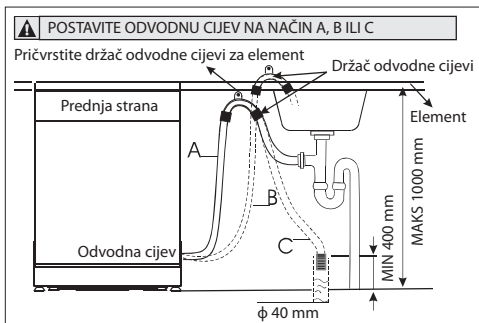 POSTAVITE ODVODNU CIJEV NA NAČIN A, B ILI C
Pričvrstite držač odvodne cijevi za element
Držač odvodne cijevi
Prednja strana
Element
A
B
C
Odvodna cijev
MIN 400 mm
MAKS 1000 mm
ϕ 40 mm